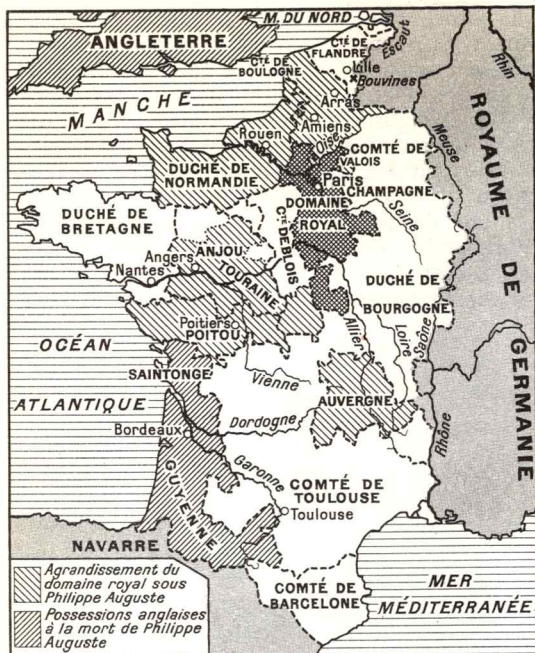 M. DU NORD
ANGLETERRE
CTÉ DE
FLANDRE
Escaut
CTÉ DE
BOULOGNE
Lille
Bouvines
Rhin
MANCHE
Arras
Amiens
Rouen
Oise
Meuse
COMTÉ DE
VALOIS
CHAMPAGNE
DUCHÉ DE
NORMANDIE
Paris
DOMAINE
ROYAL
Seine
DUCHÉ DE
BRETAGNE
CTÉ DE BLOIS
ANJOU
TOURAINE
Angers
Nantes
DUCHÉ DE
BOURGOGNE
ROYAUME DE GERMANIE
Poitiers
POITOU
Allier
Loire
Saône
OCÉAN
ATLANTIQUE
SAINTONGE
Vienne
AUVERGNE
Dordogne
Bordeaux
Rhône
Garonne
GUYENNE
COMTÉ DE
TOULOUSE
Toulouse
NAVARRE
COMTÉ DE
BARCELONE
MER
MÉDITERRANÉE
Agrandissement du
domaine royal sous
Philippe Auguste
Possessions anglaises
à la mort de Philippe
Auguste